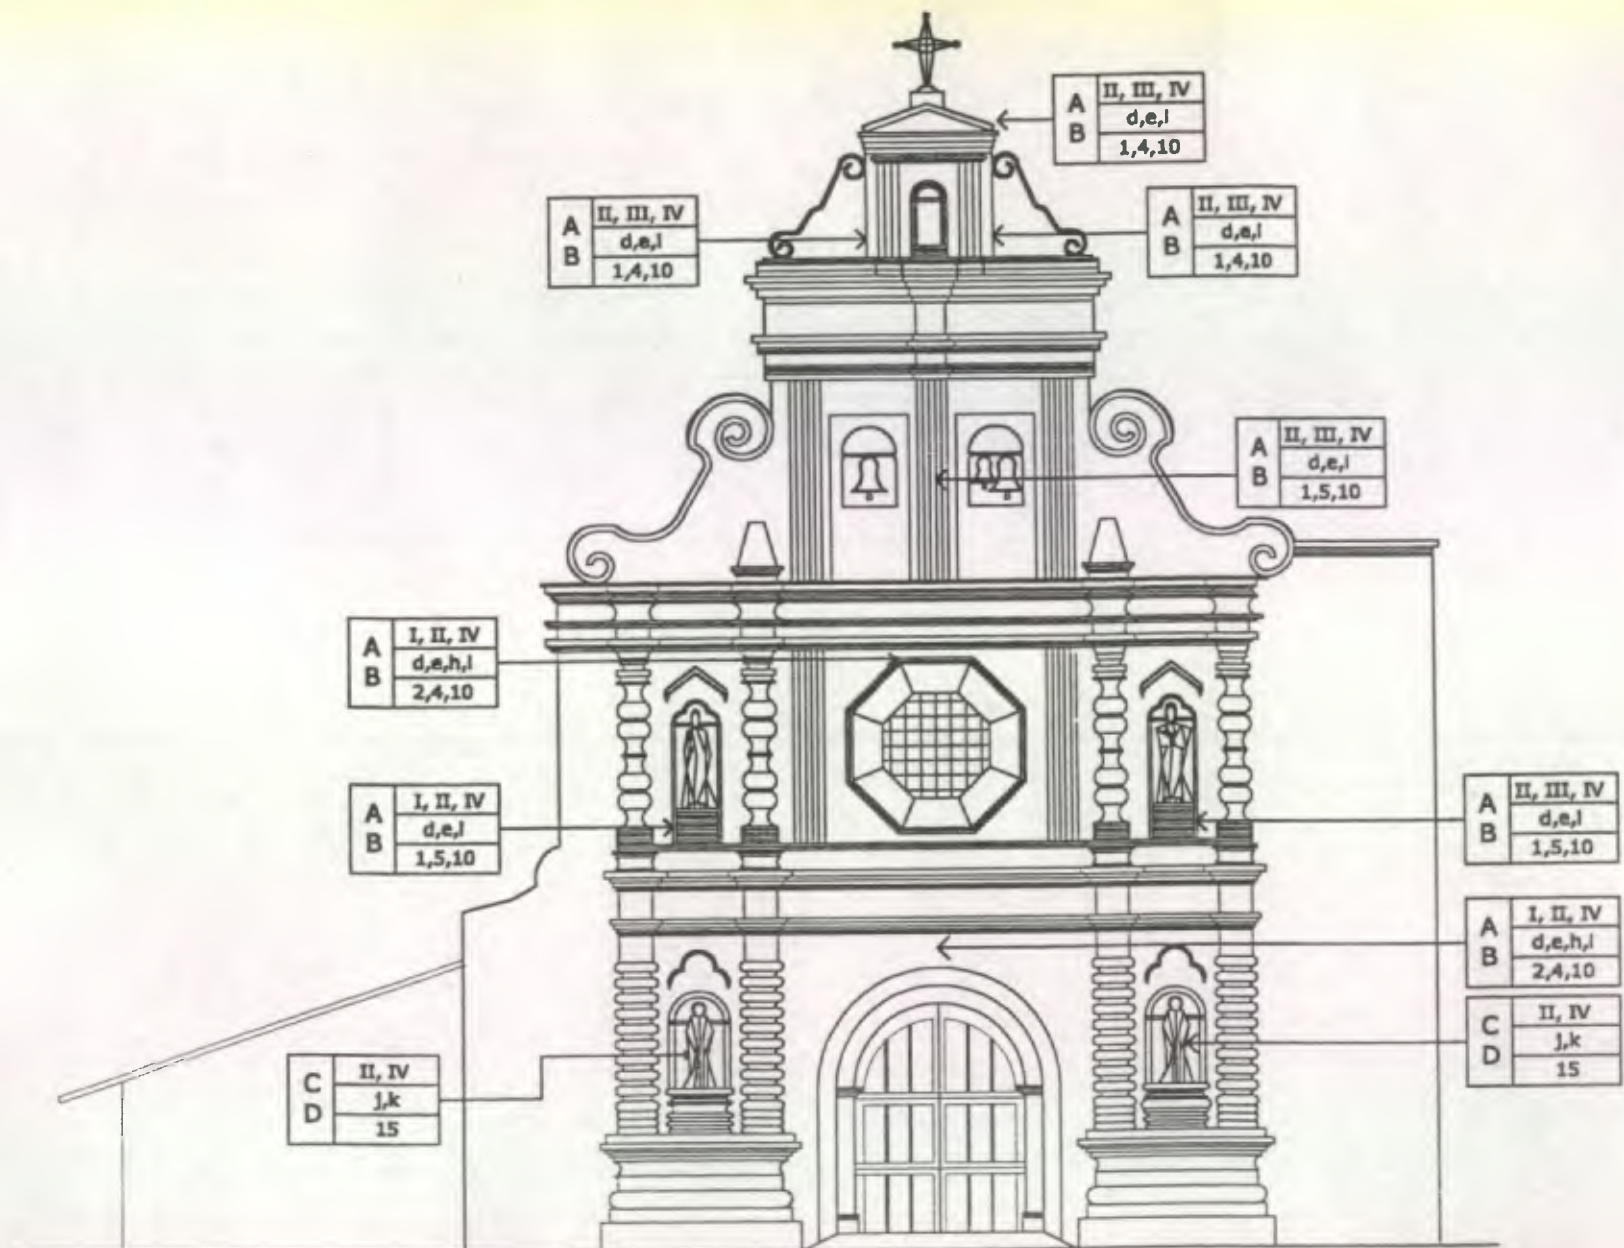 A
B
II, III, IV
d,e,l
1,4,10
A
B
II, III, IV
d,e,l
1,4,10
A
B
II, III, IV
d,e,l
1,4,10
A
B
II, III, IV
d,e,l
1,5,10
A
B
I, II, IV
d,e,h,l
2,4,10
A
B
I, II, IV
d,e,l
1,5,10
A
B
II, III, IV
d,e,l
1,5,10
A
B
I, II, IV
d,e,h,l
2,4,10
C
D
II, IV
j,k
15
C
D
II, IV
j,k
15